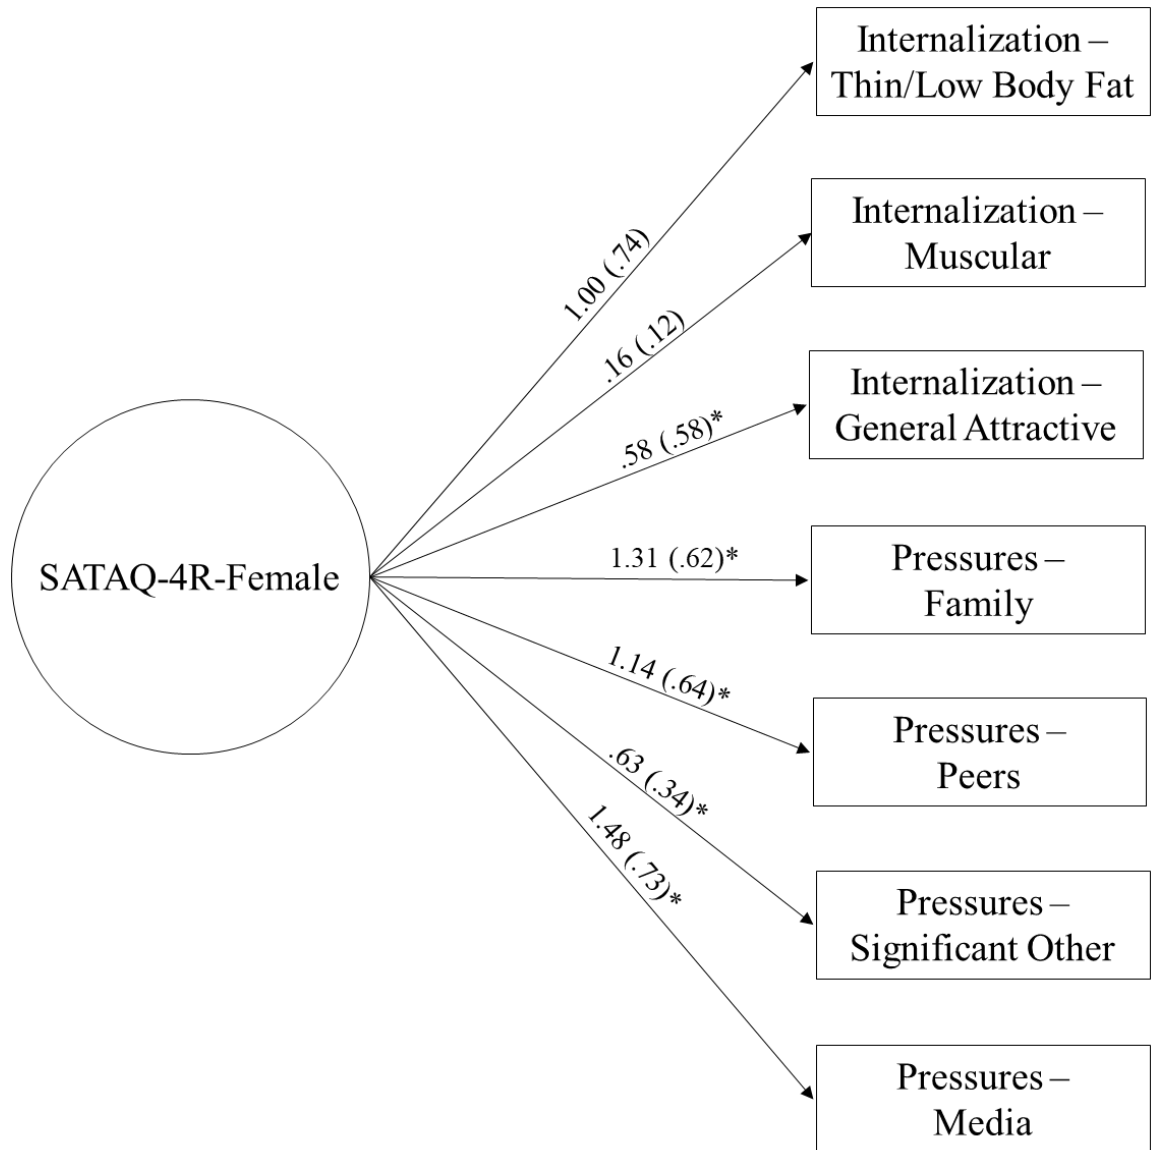 Internalization –
Thin/Low Body Fat
1.00 (.74)
Internalization –
Muscular
.16 (.12)
Internalization –
General Attractive
.58 (.58)*
SATAQ-4R-Female
1.31 (.62)*
Pressures –
Family
1.14 (.64)*
Pressures –
Peers
.63 (.34)*
Pressures –
Significant Other
1.48 (.73)*
Pressures –
Media